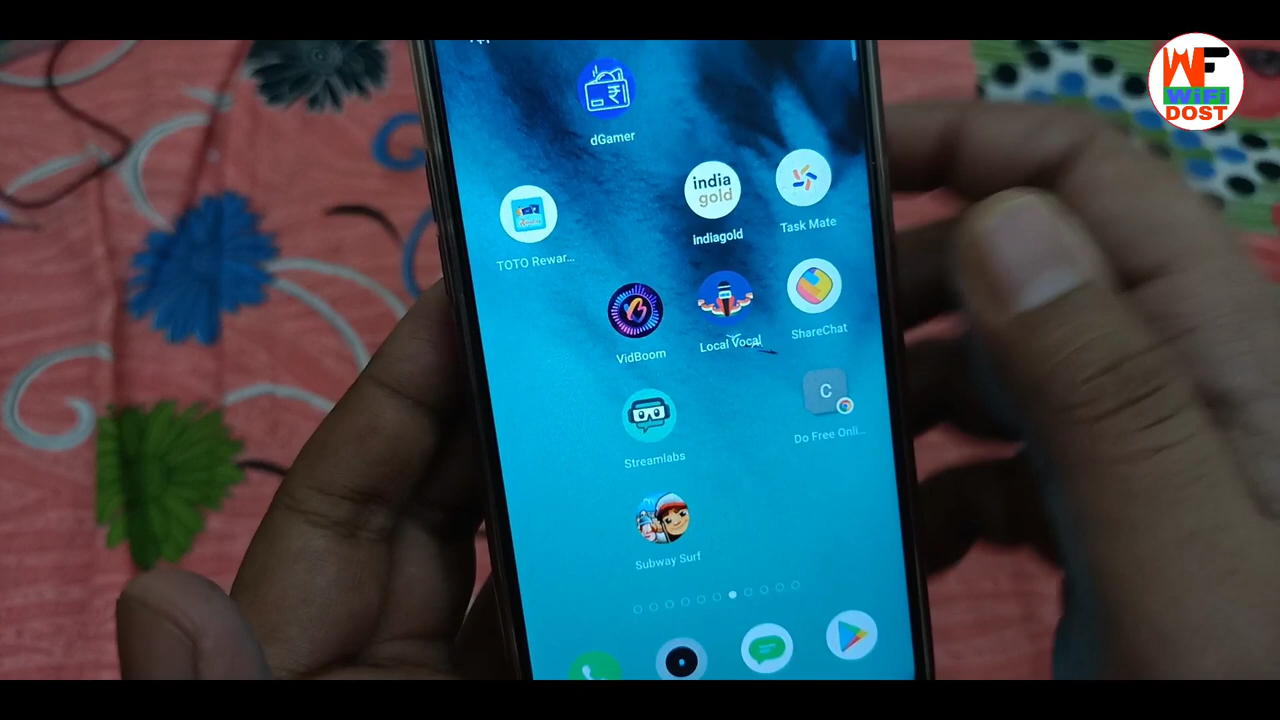 WF
WiFi
DOST
dGamer
india
gold
indiagold
Task Mate
TOTO Rewar...
VidBoom
Local Vocal
ShareChat
C
Do Free Onli...
Streamlabs
Subway Surf